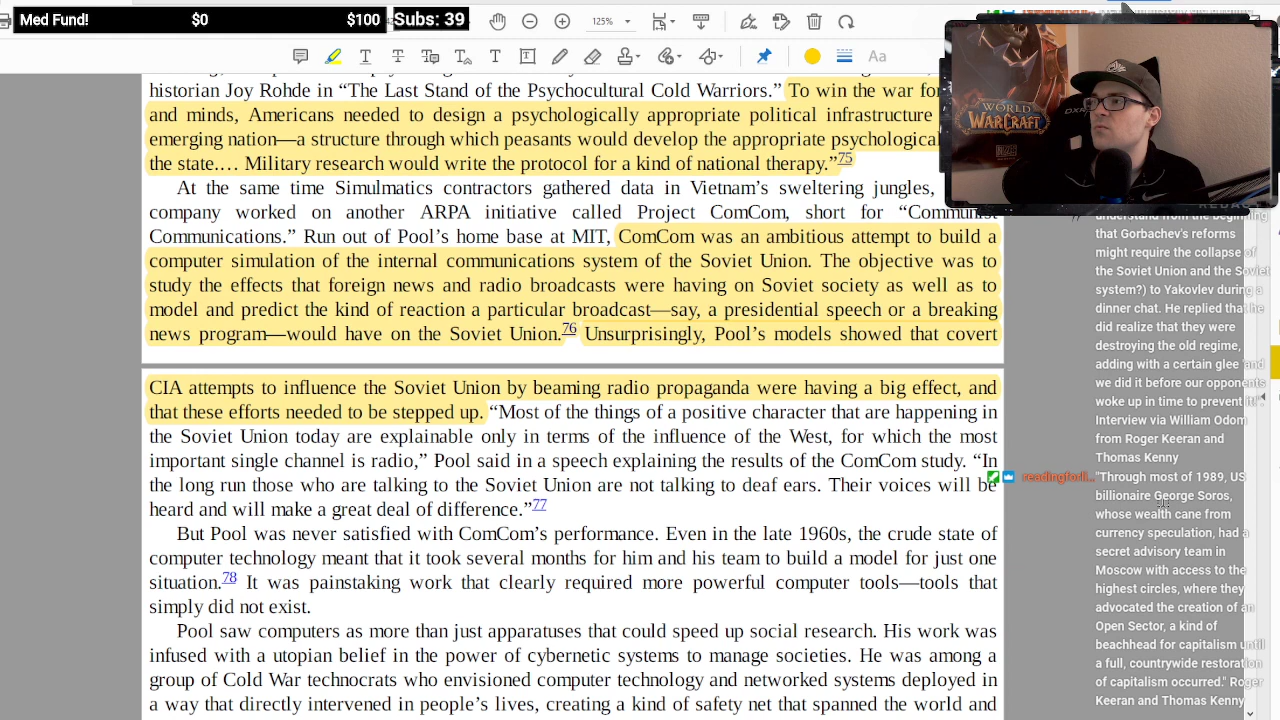 Med Fund! $0 $100 Subs: 39
125%
Aa
historian Joy Rohde in “The Last Stand of the Psychocultural Cold Warriors.” To win the war for
and minds, Americans needed to design a psychologically appropriate political infrastructure
emerging nation—a structure through which peasants would develop the appropriate psychological
the state.… Military research would write the protocol for a kind of national therapy.”75
At the same time Simulmatics contractors gathered data in Vietnam’s sweltering jungles,
company worked on another ARPA initiative called Project ComCom, short for “Communist
Communications.” Run out of Pool’s home base at MIT, ComCom was an ambitious attempt to build a
computer simulation of the internal communications system of the Soviet Union. The objective was to
study the effects that foreign news and radio broadcasts were having on Soviet society as well as to
model and predict the kind of reaction a particular broadcast—say, a presidential speech or a breaking
news program—would have on the Soviet Union.76 Unsurprisingly, Pool’s models showed that covert
CIA attempts to influence the Soviet Union by beaming radio propaganda were having a big effect, and
that these efforts needed to be stepped up. “Most of the things of a positive character that are happening in
the Soviet Union today are explainable only in terms of the influence of the West, for which the most
important single channel is radio,” Pool said in a speech explaining the results of the ComCom study. “In
the long run those who are talking to the Soviet Union are not talking to deaf ears. Their voices will be
heard and will make a great deal of difference.”77
But Pool was never satisfied with ComCom’s performance. Even in the late 1960s, the crude state of
computer technology meant that it took several months for him and his team to build a model for just one
situation.78 It was painstaking work that clearly required more powerful computer tools—tools that
simply did not exist.
Pool saw computers as more than just apparatuses that could speed up social research. His work was
infused with a utopian belief in the power of cybernetic systems to manage societies. He was among a
group of Cold War technocrats who envisioned computer technology and networked systems deployed in
a way that directly intervened in people’s lives, creating a kind of safety net that spanned the world and
WORLD
WARCRAFT
BLIZZARD
understand from the beginning
that Gorbachev's reforms
might require the collapse of
the Soviet Union and the Soviet
system?) to Yakovlev during a
dinner chat. He replied that he
did realize that they were
destroying the old regime,
adding with a certain glee 'and
we did it before our opponents
woke up in time to prevent it!'.
Interview via William Odom
from Roger Keeran and
Thomas Kenny
readingforli... "Through most of 1989, US
billionaire George Soros,
whose wealth cane from
currency speculation, had a
secret advisory team in
Moscow with access to the
highest circles, where they
advocated the creation of an
Open Sector, a kind of
beachhead for capitalism until
a full, countrywide restoration
of capitalism occurred." Roger
Keeran and Thomas Kenny